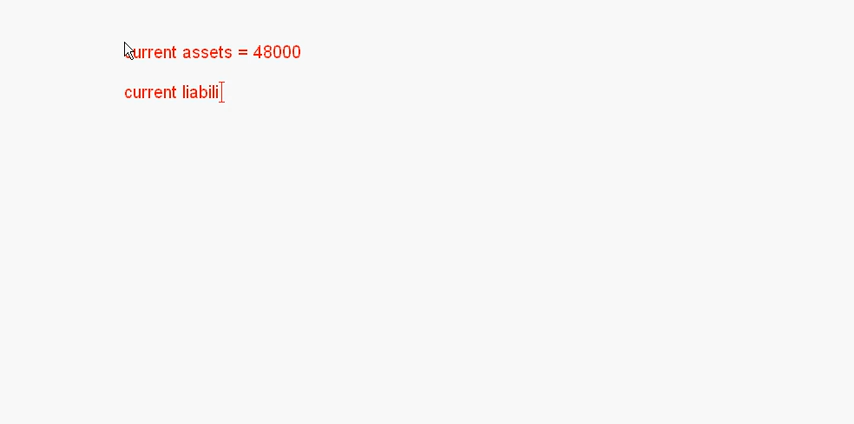 current assets = 48000
current liabili